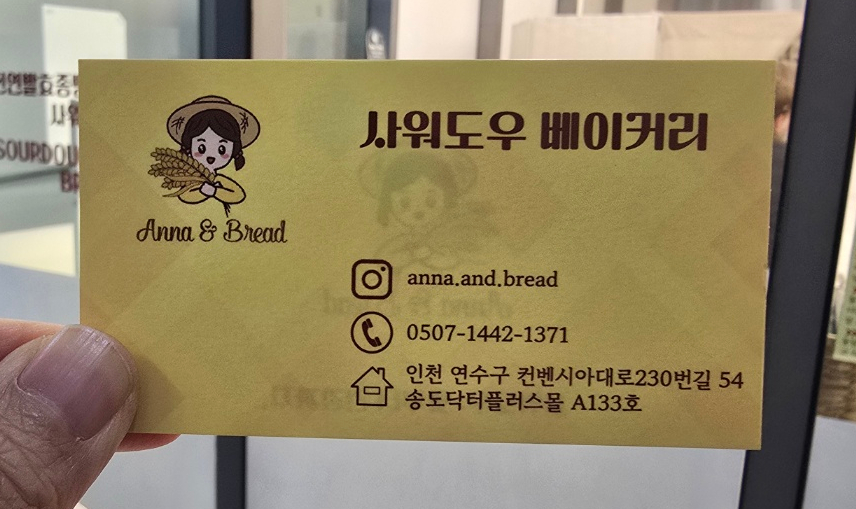 사워도우 베이커리
Anna & Bread
anna.and.bread
0507-1442-1371
인천 연수구 컨벤시아대로230번길 54
송도닥터플러스몰 A133호